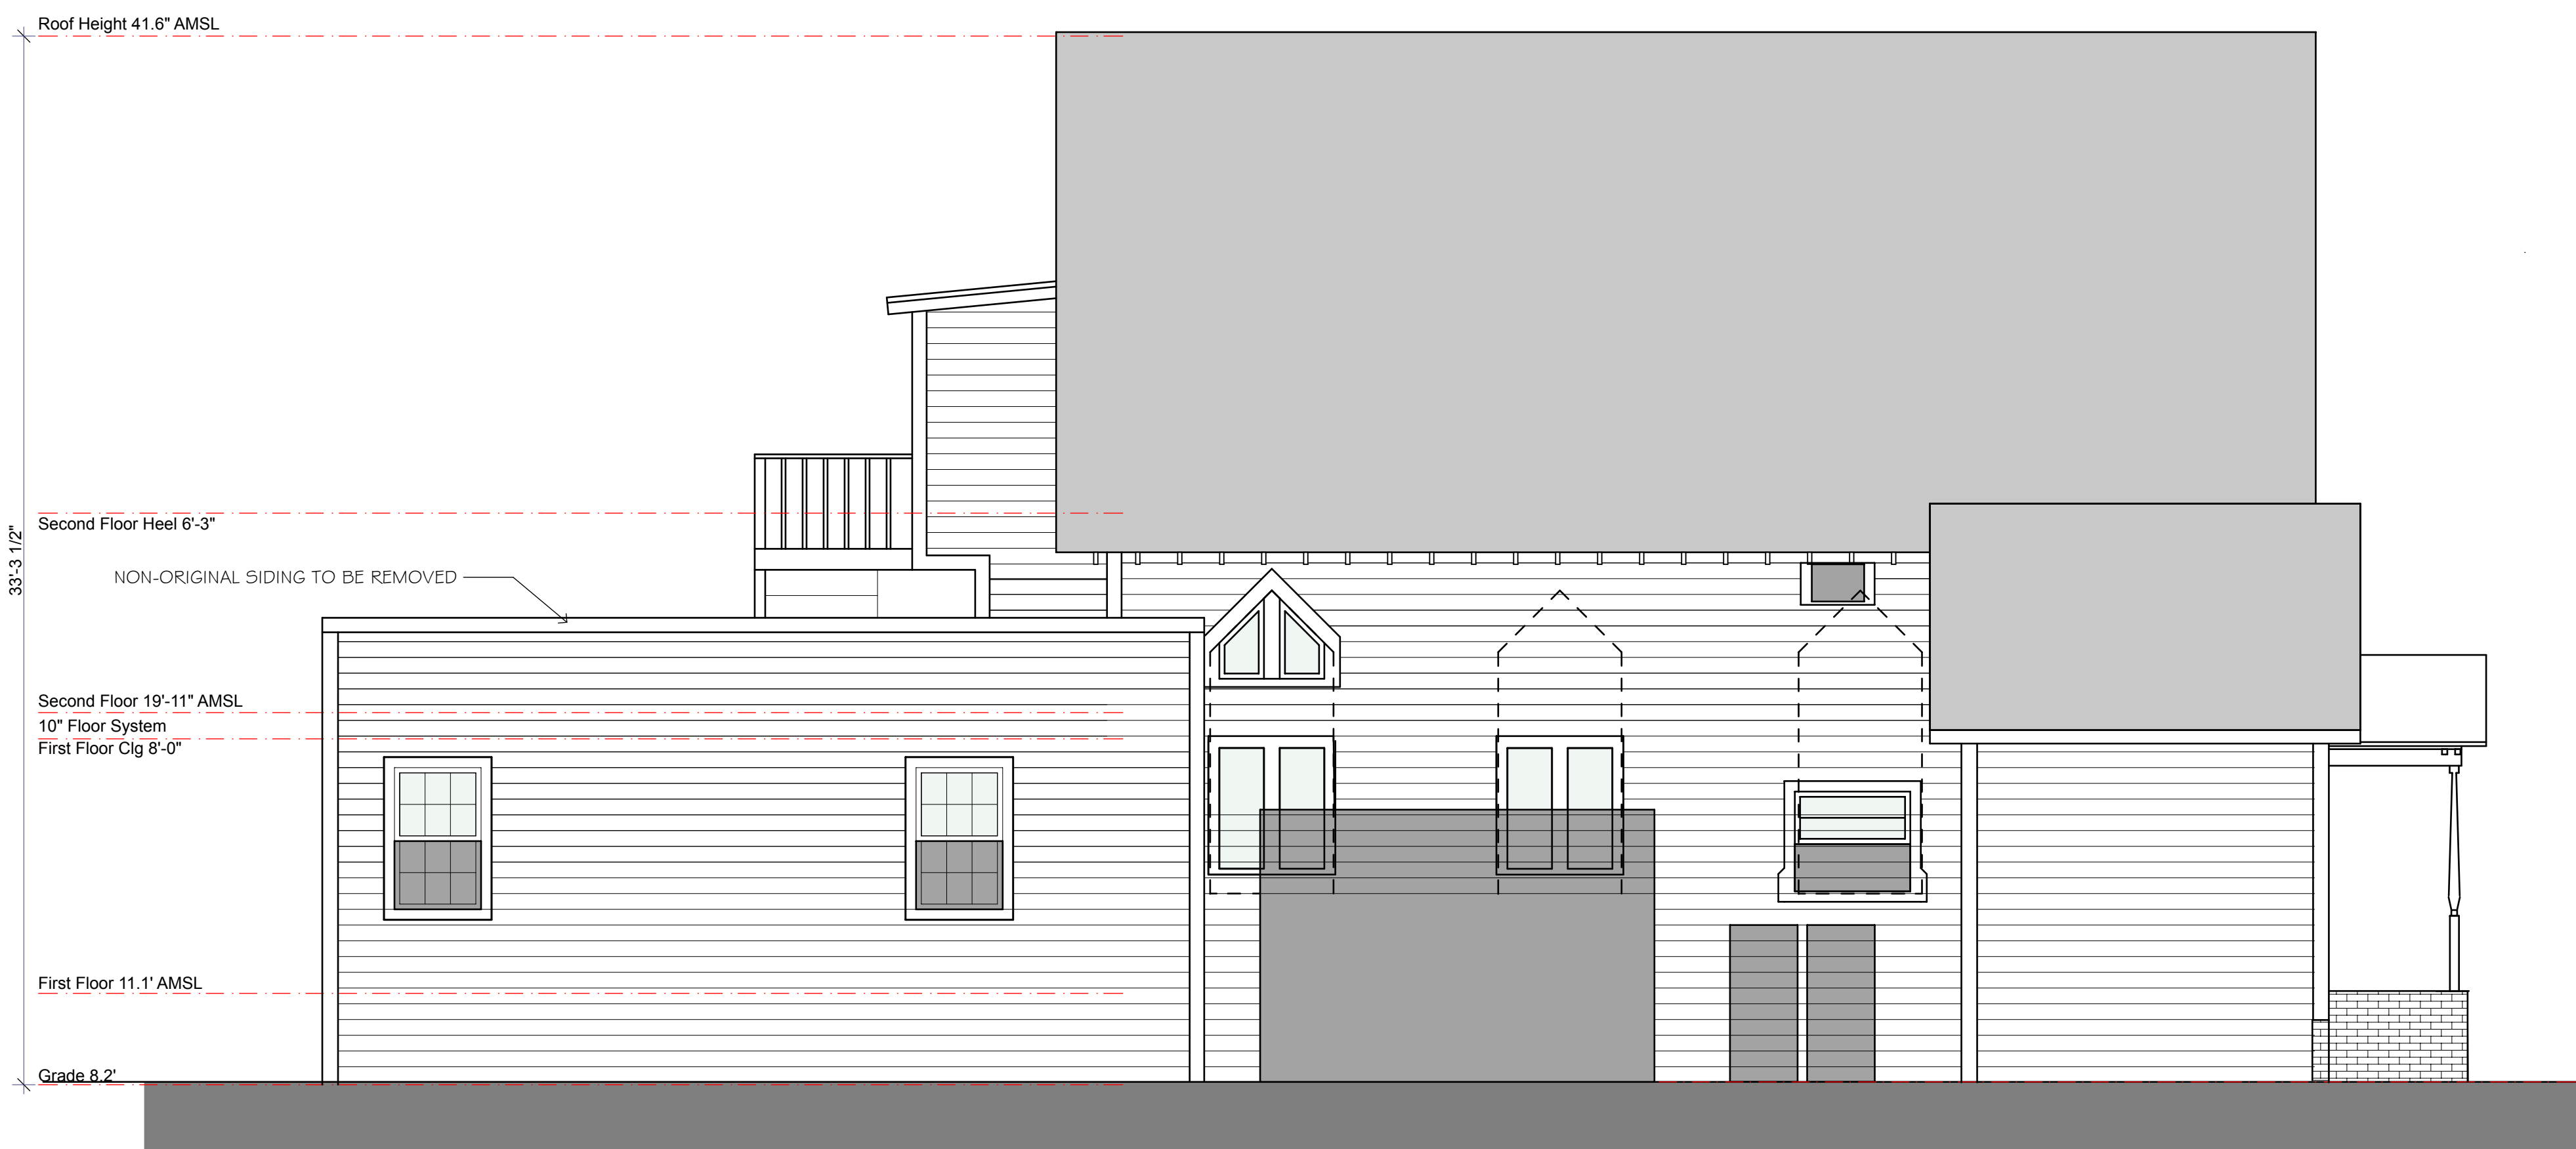 Roof Height 41.6" AMSL
33'-3 1/2"
Second Floor Heel 6'-3"
NON-ORIGINAL SIDING TO BE REMOVED
Second Floor 19'-11" AMSL
10" Floor System
First Floor Clg 8'-0"
First Floor 11.1' AMSL
Grade 8.2'